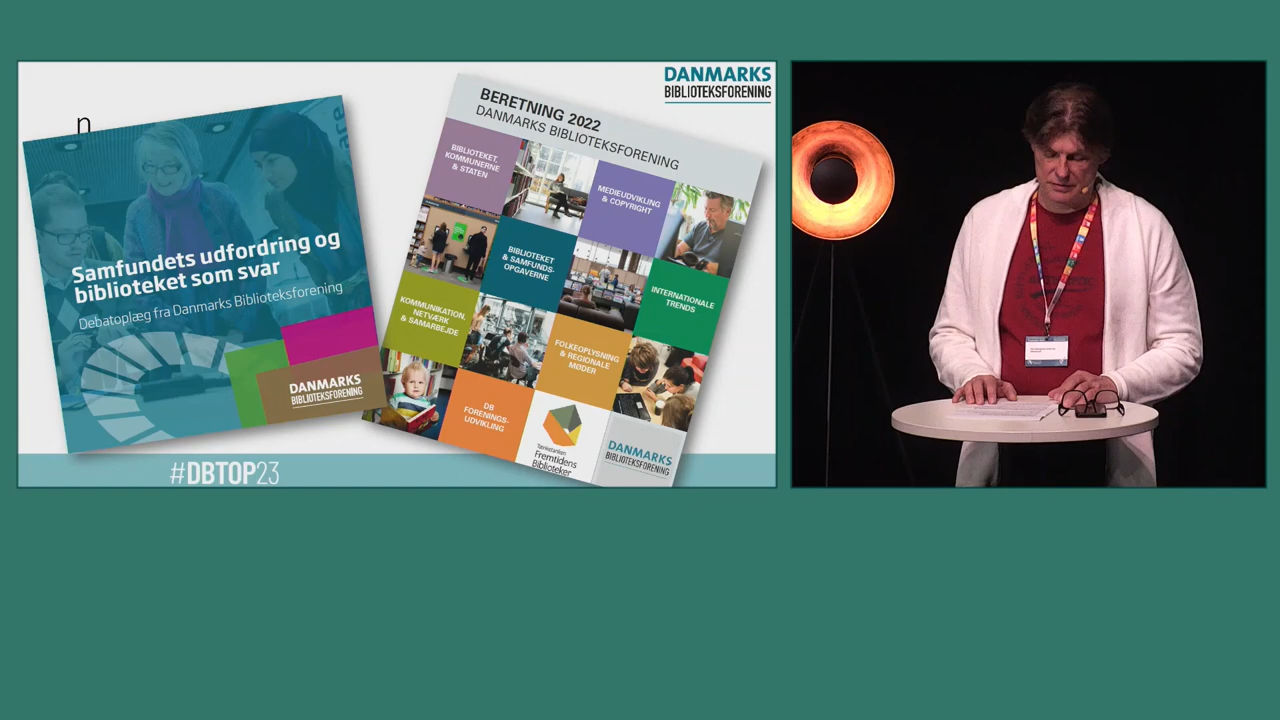 DANMARKS
BIBLIOTEKSFORENING
n
Samfundets udfordring og
biblioteket som svar
Debatoplæg fra Danmarks Biblioteksforening
DANMARKS
BIBLIOTEKSFORENING
BERETNING 2022
DANMARKS BIBLIOTEKSFORENING
BIBLIOTEKET,
KOMMUNERNE
& STATEN
MEDIEUDVIKLING
& COPYRIGHT
BIBLIOTEKET
& SAMFUNDS-
OPGAVERNE
INTERNATIONALE
TRENDS
KOMMUNIKATION,
NETVÆRK
& SAMARBEJDE
FOLKEOPLYSNING
& REGIONALE
MØDER
DB
FORENINGS-
UDVIKLING
Tænketanken
Fremtidens
Biblioteker
DANMARKS
BIBLIOTEKSFORENING
#DBTOP23